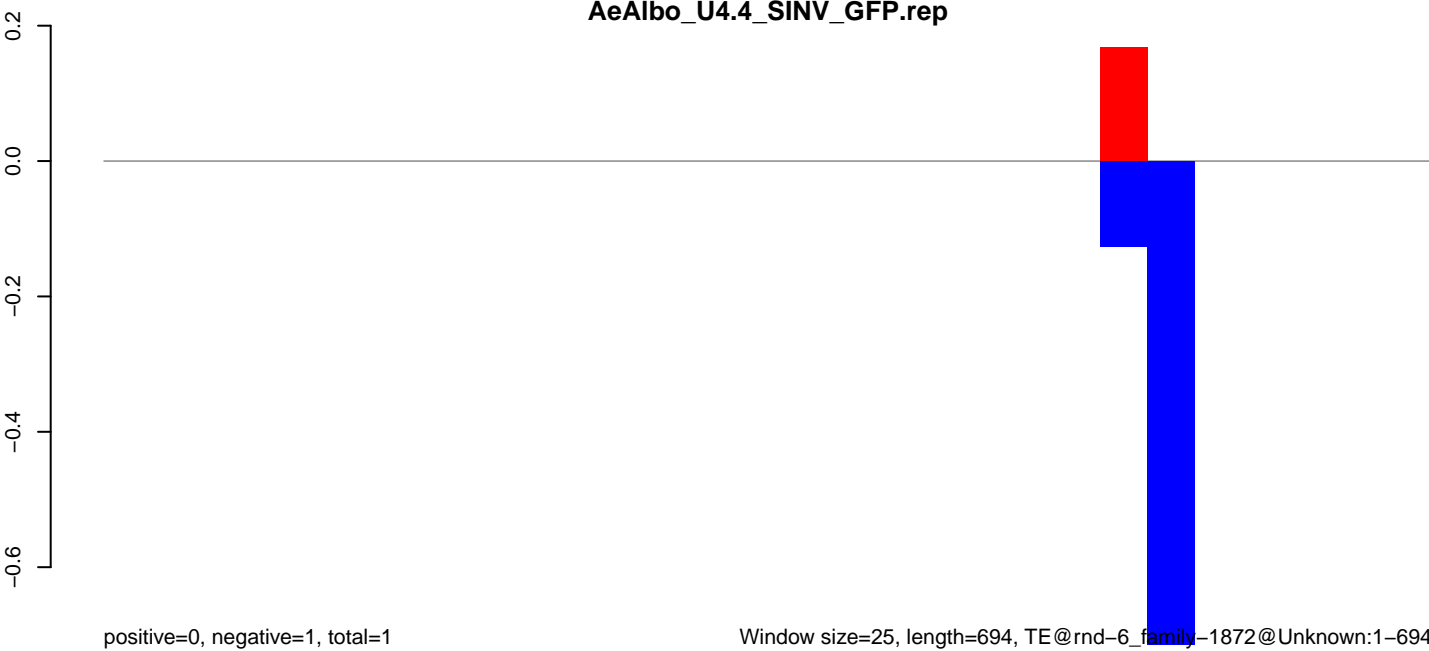 AeAlbo_U4.4_SINV_GFP.rep
0.2
0.0
−0.2
−0.4
−0.6
positive=0, negative=1, total=1
Window size=25, length=694, TE@rnd−6_family−1872@Unknown:1−694